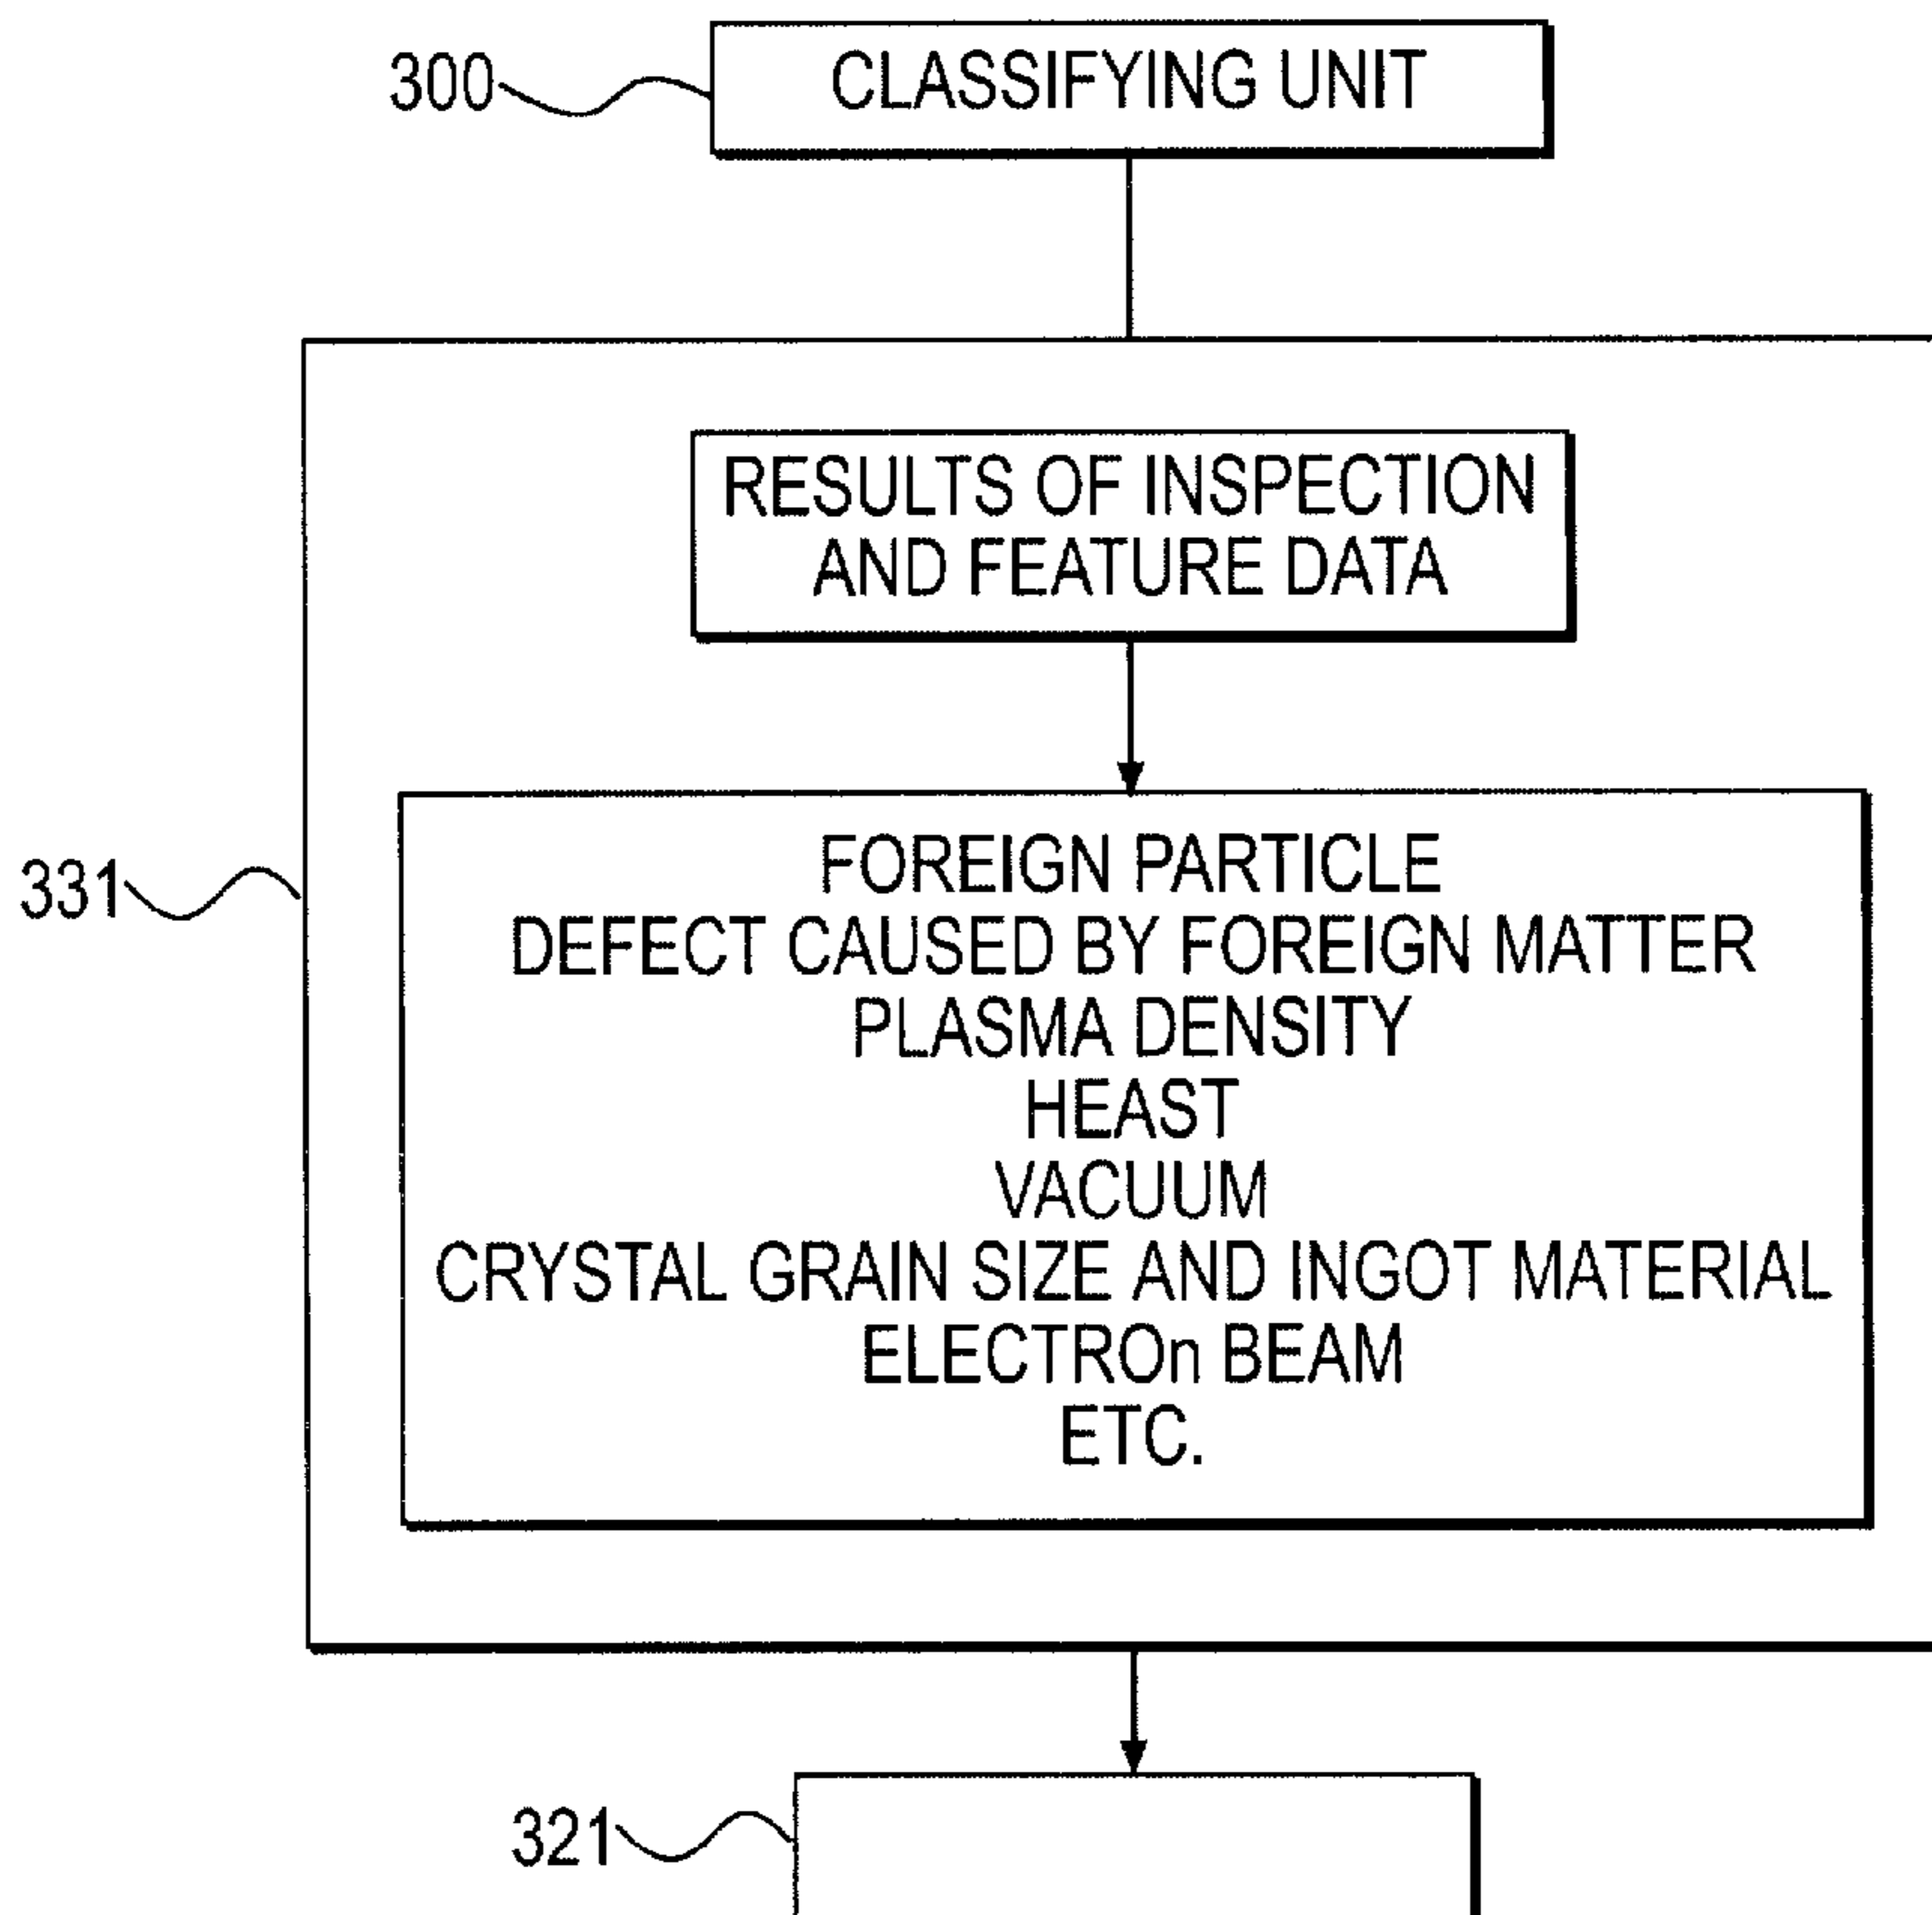 300
CLASSIFYING UNIT
RESULTS OF INSPECTION
AND FEATURE DATA
331
FOREIGN PARTICLE
DEFECT CAUSED BY FOREIGN MATTER
PLASMA DENSITY
HEAST
VACUUM
CRYSTAL GRAIN SIZE AND INGOT MATERIAL
ELECTROn BEAM
ETC.
321